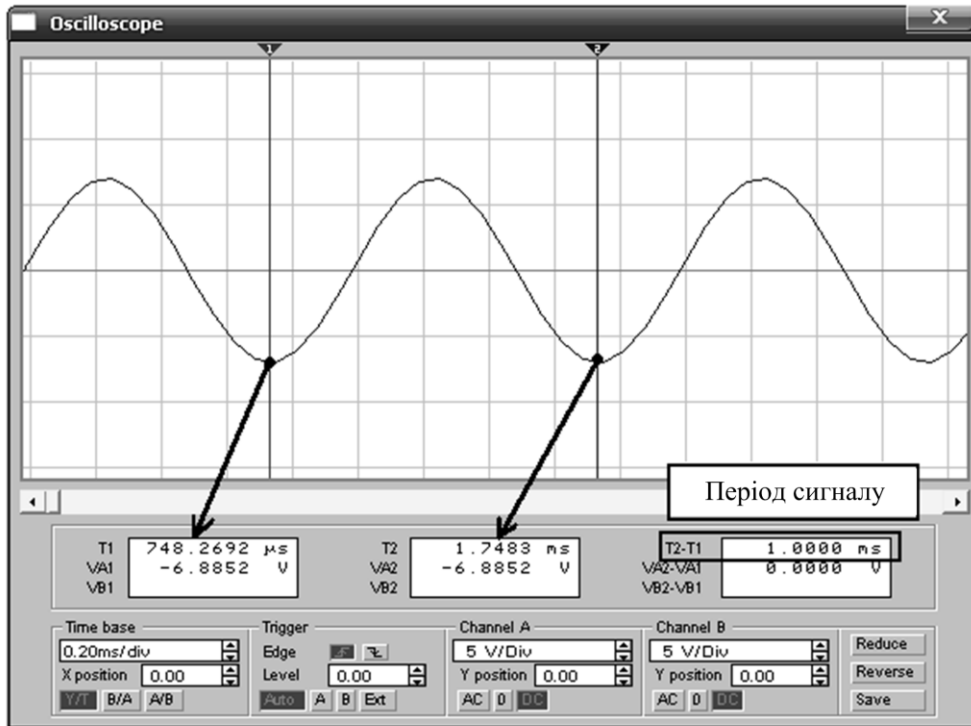 Oscilloscope
X
1
2
Період сигналу
T1 748.2692 µs
VA1 -6.8852 V
VB1
T2 1.7483 ms
VA2 -6.8852 V
VB2
T2-T1 1.0000 ms
VA2-VA1 0.0000 V
VB2-VB1
Time base
0.20ms/div
X position 0.00
Y/T B/A A/B
Trigger
Edge
Level 0.00
Auto A B Ext
Channel A
5 V/Div
Y position 0.00
AC 0 DC
Channel B
5 V/Div
Y position 0.00
AC 0 DC
Reduce
Reverse
Save